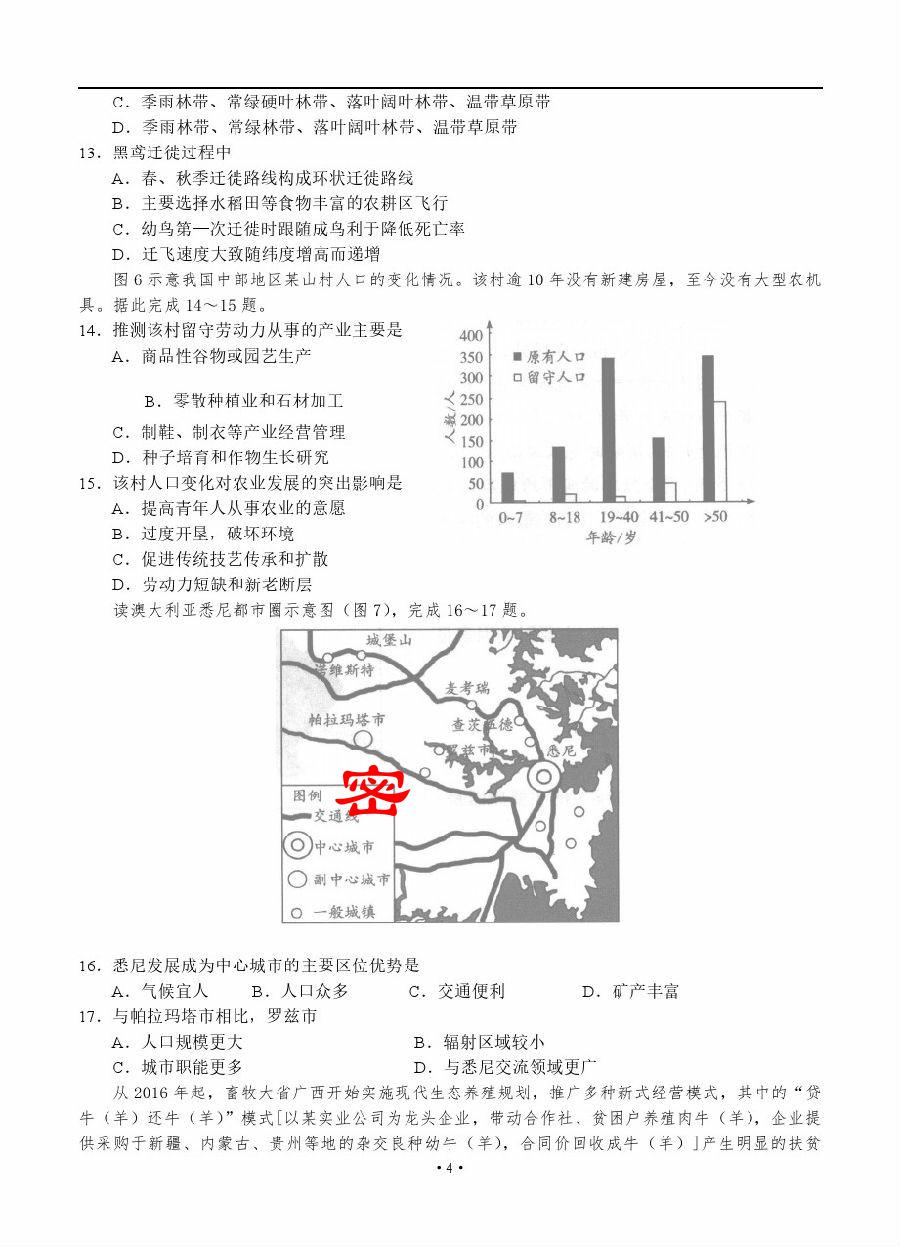 C．季雨林带、常绿硬叶林带、落叶阔叶林带、温带草原带
D．季雨林带、常绿林带、落叶阔叶林带、温带草原带
13．黑鸢迁徙过程中
A．春、秋季迁徙路线构成环状迁徙路线
B．主要选择水稻田等食物丰富的农耕区飞行
C．幼鸟第一次迁徙时跟随成鸟利于降低死亡率
D．迁飞速度大致随纬度增高而递增
图 6 示意我国中部地区某山村人口的变化情况。该村逾 10 年没有新建房屋，至今没有大型农机
具。据此完成 14～15 题。
14．推测该村留守劳动力从事的产业主要是
A．商品性谷物或园艺生产
B．零散种植业和石材加工
C．制鞋、制衣等产业经营管理
D．种子培育和作物生长研究
15．该村人口变化对农业发展的突出影响是
A．提高青年人从事农业的意愿
B．过度开垦，破坏环境
C．促进传统技艺传承和扩散
D．劳动力短缺和新老断层
人数/人
400
350
300
250
200
150
100
50
0
■原有人口
□留守人口
0~7 8~18 19~40 41~50 >50
年龄/岁
读澳大利亚悉尼都市圈示意图（图 7），完成 16～17 题。
城堡山
诺维斯特
麦考瑞
帕拉玛塔市
查茨伍德
罗兹市
悉尼
密
图例
交通线
中心城市
副中心城市
一般城镇
16．悉尼发展成为中心城市的主要区位优势是
A．气候宜人 B．人口众多 C．交通便利 D．矿产丰富
17．与帕拉玛塔市相比，罗兹市
A．人口规模更大 B．辐射区域较小
C．城市职能更多 D．与悉尼交流领域更广
从 2016 年起，畜牧大省广西开始实施现代生态养殖规划，推广多种新式经营模式，其中的“贷
牛（羊）还牛（羊）”模式[以某实业公司为龙头企业，带动合作社、贫困户养殖肉牛（羊），企业提
供采购于新疆、内蒙古、贵州等地的杂交良种幼牛（羊），合同价回收成牛（羊）]产生明显的扶贫
·4·